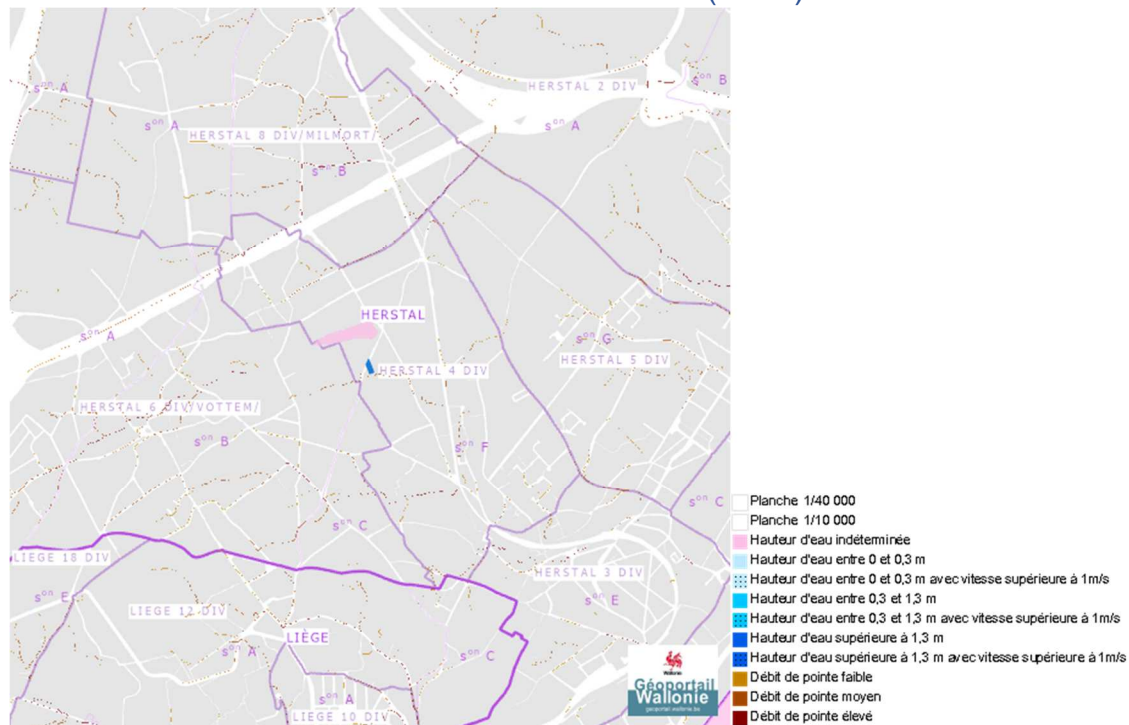 HERSTAL 2 DIV
sᵒⁿ B
sᵒⁿ A
sᵒⁿ A
HERSTAL 8 DIV/MILMORT/
sᵒⁿ A
sᵒⁿ B
HERSTAL
sᵒⁿ A
sᵒⁿ G
HERSTAL 5 DIV
HERSTAL 4 DIV
HERSTAL 6 DIV/VOTTEM/
sᵒⁿ B
sᵒⁿ F
sᵒⁿ C
sᵒⁿ C
LIEGE 18 DIV
HERSTAL 3 DIV
sᵒⁿ E
sᵒⁿ E
LIEGE 12 DIV
LIÈGE
sᵒⁿ A
sᵒⁿ C
sᵒⁿ A
LIEGE 10 DIV
Wallonie
Géoportail
Wallonie
geoportail.wallonie.be
Planche 1/40 000
Planche 1/10 000
Hauteur d'eau indéterminée
Hauteur d'eau entre 0 et 0,3 m
Hauteur d'eau entre 0 et 0,3 m avec vitesse supérieure à 1m/s
Hauteur d'eau entre 0,3 et 1,3 m
Hauteur d'eau entre 0,3 et 1,3 m avec vitesse supérieure à 1m/s
Hauteur d'eau supérieure à 1,3 m
Hauteur d'eau supérieure à 1,3 m avec vitesse supérieure à 1m/s
Débit de pointe faible
Débit de pointe moyen
Débit de pointe élevé